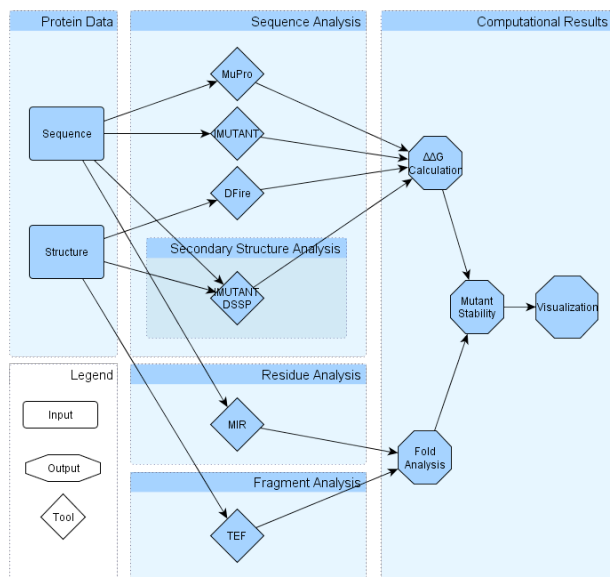 Protein Data
Sequence Analysis
Computational Results
MuPro
Sequence
IMUTANT
ΔΔG
Calculation
DFire
Structure
Secondary Structure Analysis
IMUTANT
DSSP
Mutant
Stability
Visualization
Legend
Residue Analysis
Input
MIR
Fold
Analysis
Output
Fragment Analysis
Tool
TEF